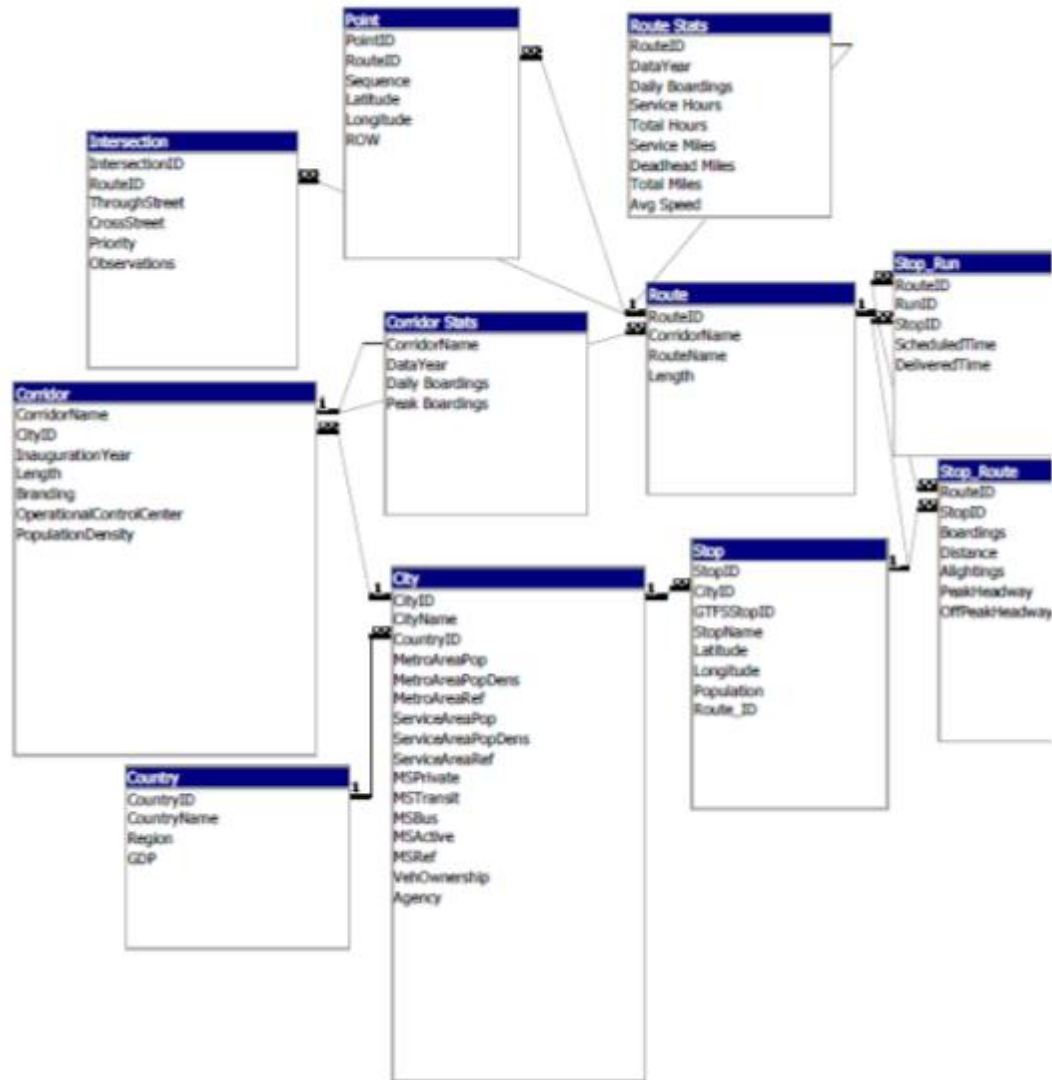 Point
PointID
RouteID
Sequence
Latitude
Longitude
ROW
Route Stats
RouteID
DataYear
Daily Boardings
Service Hours
Total Hours
Service Miles
Deadhead Miles
Total Miles
Avg Speed
Intersection
IntersectionID
RouteID
ThroughStreet
CrossStreet
Priority
Observations
Stop_Run
RouteID
RunID
StopID
ScheduledTime
DeliveredTime
Route
RouteID
CorridorName
RouteName
Length
Corridor Stats
CorridorName
DataYear
Daily Boardings
Peak Boardings
Corridor
CorridorName
CityID
InaugurationYear
Length
Branding
OperationalControlCenter
PopulationDensity
Stop_Route
RouteID
StopID
Boardings
Distance
Alightings
PeakHeadway
OffPeakHeadway
Stop
StopID
CityID
GTFSStopID
StopName
Latitude
Longitude
Population
Route_ID
City
CityID
CityName
CountryID
MetroAreaPop
MetroAreaPopDens
MetroAreaRef
ServiceAreaPop
ServiceAreaPopDens
ServiceAreaRef
MSPrivate
MSTransit
MSBus
MSActive
MSRef
VehOwnership
Agency
Country
CountryID
CountryName
Region
GDP
1
1
1
1
1
1
1